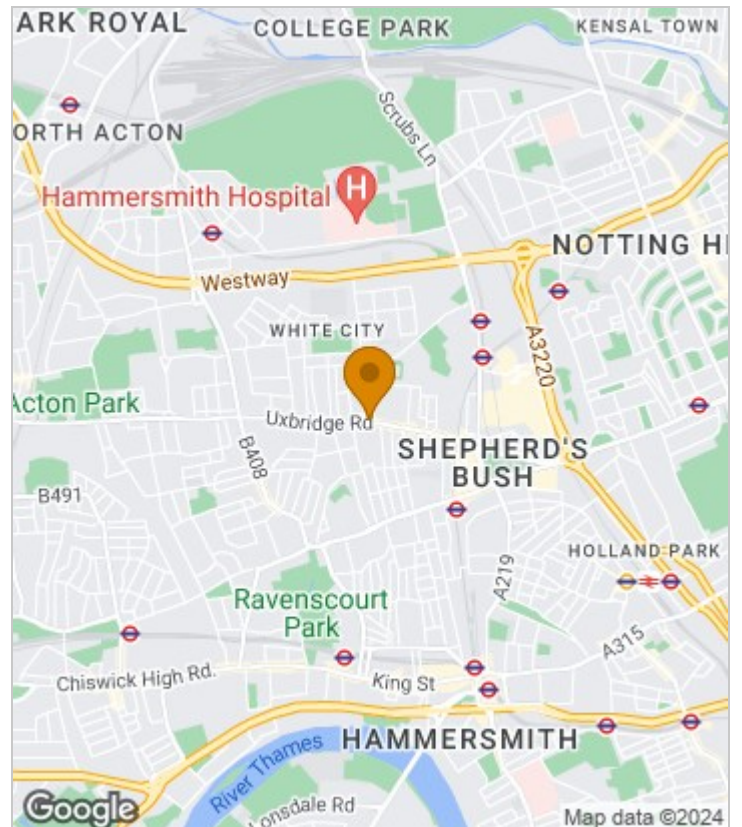 ARK ROYAL
COLLEGE PARK
KENSAL TOWN
Scrubs Ln
ORTH ACTON
Hammersmith Hospital
H
NOTTING HI
Westway
WHITE CITY
A3220
Acton Park
Uxbridge Rd
SHEPHERD'S
BUSH
B408
B491
HOLLAND PARK
A219
Ravenscourt
Park
A315
Chiswick High Rd.
King St
HAMMERSMITH
River Thames
Lonsdale Rd
Google
Map data ©2024